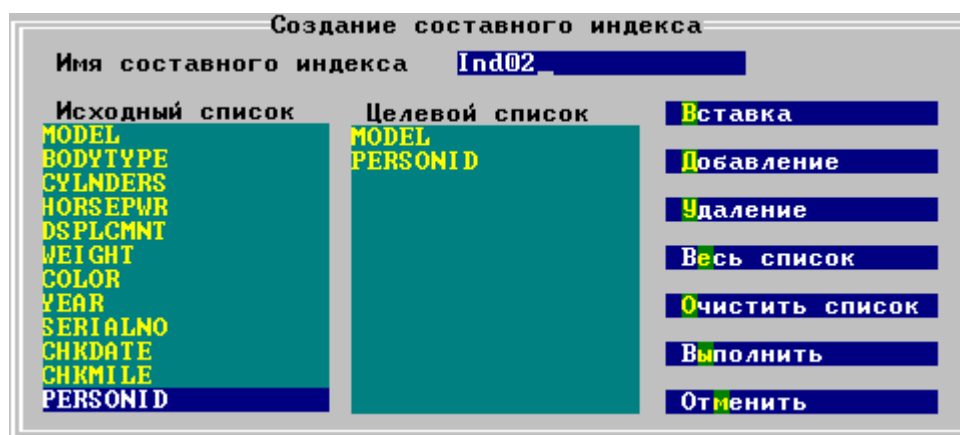 Создание составного индекса
Имя составного индекса Ind02_
Исходный список
MODEL
BODYTYPE
CYLNDERS
HORSEPWR
DSPLCMNT
WEIGHT
COLOR
YEAR
SERIALNO
CHKDATE
CHKMILE
PERSONID
Целевой список
MODEL
PERSONID
Вставка
Добавление
Удаление
Весь список
Очистить список
Выполнить
Отменить